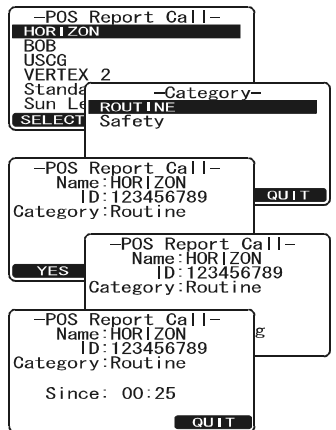 –POS Report Call–
HORIZON
BOB
USCG
VERTEX 2
Standa
Sun Le
SELECT
–Category–
ROUTINE
Safety
QUIT
–POS Report Call–
Name:HORIZON
ID:123456789
Category:Routine
YES
–POS Report Call–
Name:HORIZON
ID:123456789
Category:Routine
g
–POS Report Call–
Name:HORIZON
ID:123456789
Category:Routine
Since: 00:25
QUIT